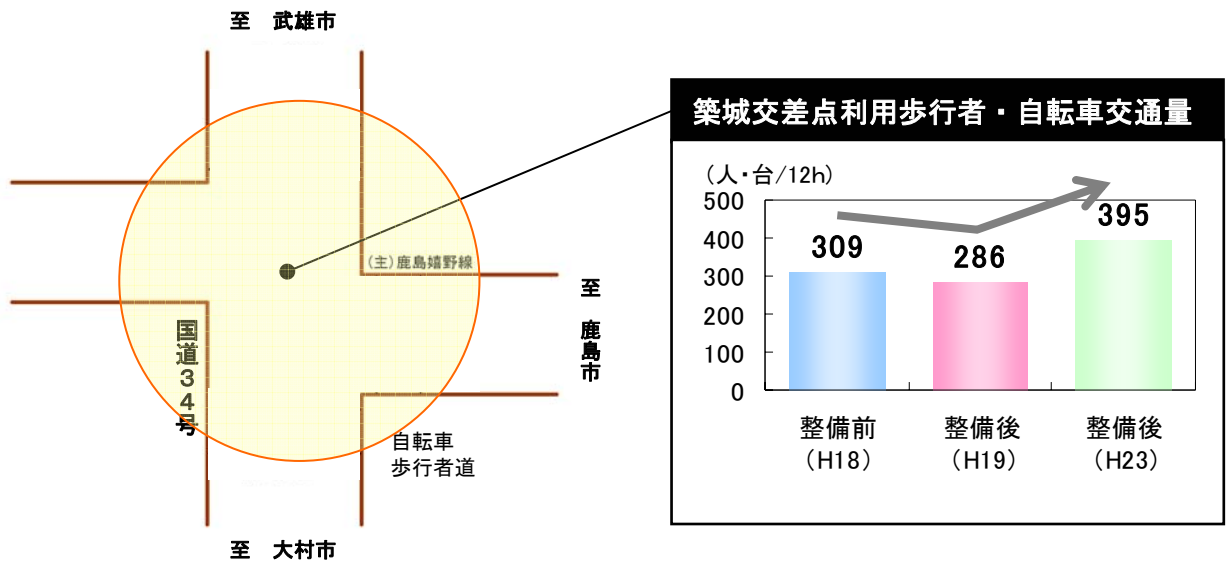 至　武雄市
(主)鹿島嬉野線
至　鹿島市
国道34号
自転車
歩行者道
至　大村市
築城交差点利用歩行者・自転車交通量
(人・台/12h)
500
400
300
200
100
0
309
286
395
整備前
(H18)
整備後
(H19)
整備後
(H23)